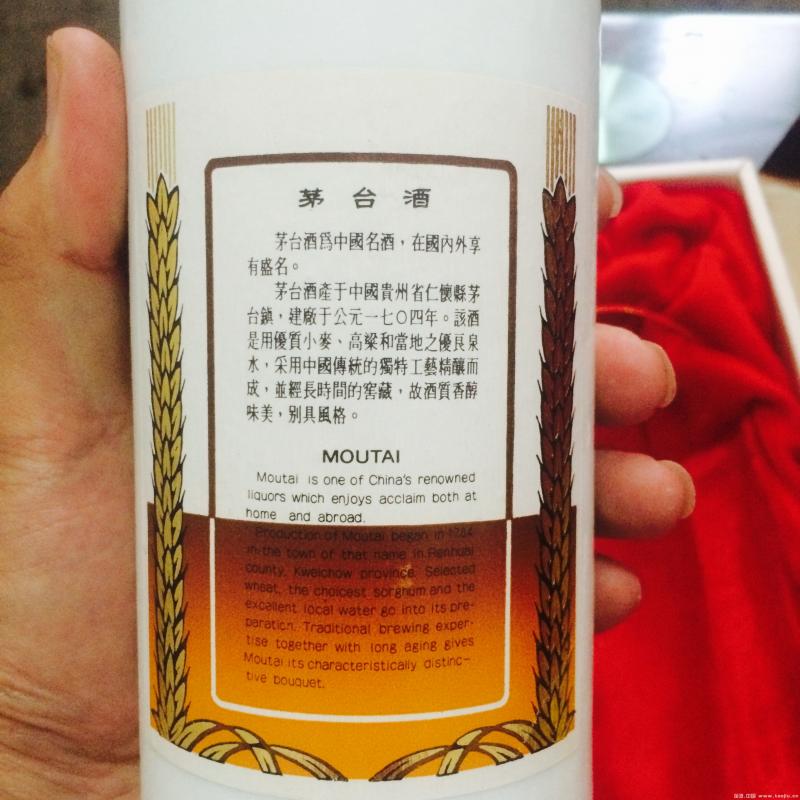 茅台酒
茅台酒爲中國名酒，在國內外享
有盛名。
茅台酒產于中國貴州省仁懷縣茅
台鎮，建廠于公元一七〇四年。該酒
是用優質小麥、高粱和當地之優良泉
水，采用中國傳統的獨特工藝精釀而
成，並經長時間的窖藏，故酒質香醇
味美，别具風格。
MOUTAI
Moutai is one of China's renowned
liquors which enjoys acclaim both at
home and abroad.
Production of Moutai began in 1704
in the town of that name in Renhuai
county, Kweichow province. Selected
wheat, the choicest sorghum and the
excellent local water go into its pre-
paration. Traditional brewing exper-
tise together with long aging gives
Moutai its characteristically distinc-
tive bouquet.
www.taojiu.cn